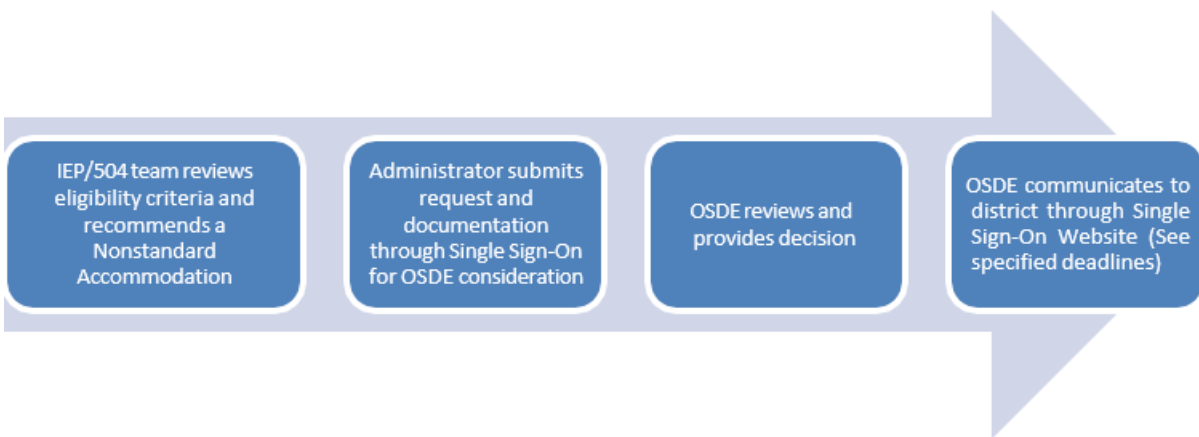 IEP/504 team reviews
eligibility criteria and
recommends a
Nonstandard
Accommodation
Administrator submits
request and
documentation
through Single Sign-On
for OSDE consideration
OSDE reviews and
provides decision
OSDE communicates to
district through Single
Sign-On Website (See
specified deadlines)